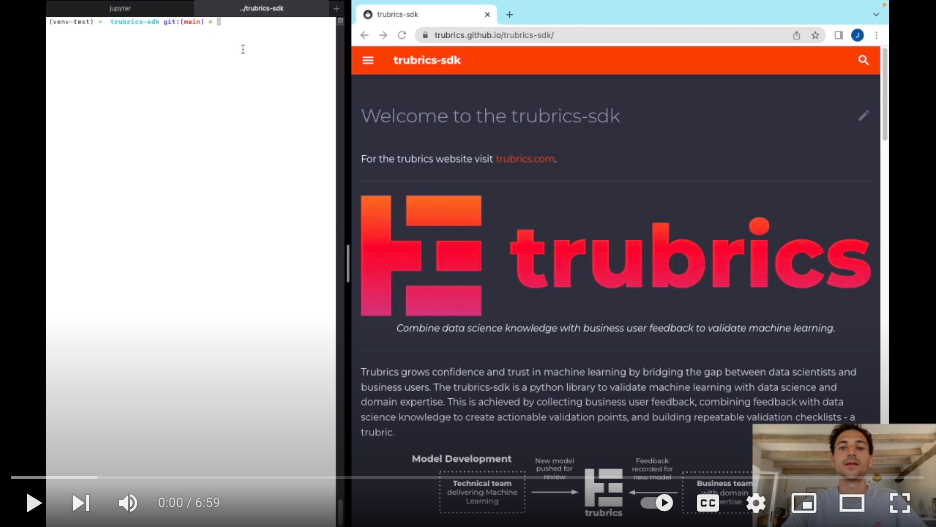 jupyter
../trubrics-sdk
+
(venv-test) → trubrics-sdk git:(main) ×
trubrics-sdk
trubrics.github.io/trubrics-sdk/
J
trubrics-sdk
Welcome to the trubrics-sdk
For the trubrics website visit trubrics.com.
trubrics
Combine data science knowledge with business user feedback to validate machine learning.
Trubrics grows confidence and trust in machine learning by bridging the gap between data scientists and
business users. The trubrics-sdk is a python library to validate machine learning with data science and
domain expertise. This is achieved by collecting business user feedback, combining feedback with data
science knowledge to create actionable validation points, and building repeatable validation checklists - a
trubric.
Model Development
New model
pushed for
review
Feedback
recorded for
new model
Technical team
delivering Machine
Learning
trubrics
Business team
with domain
expertise
0:00 / 6:59
CC